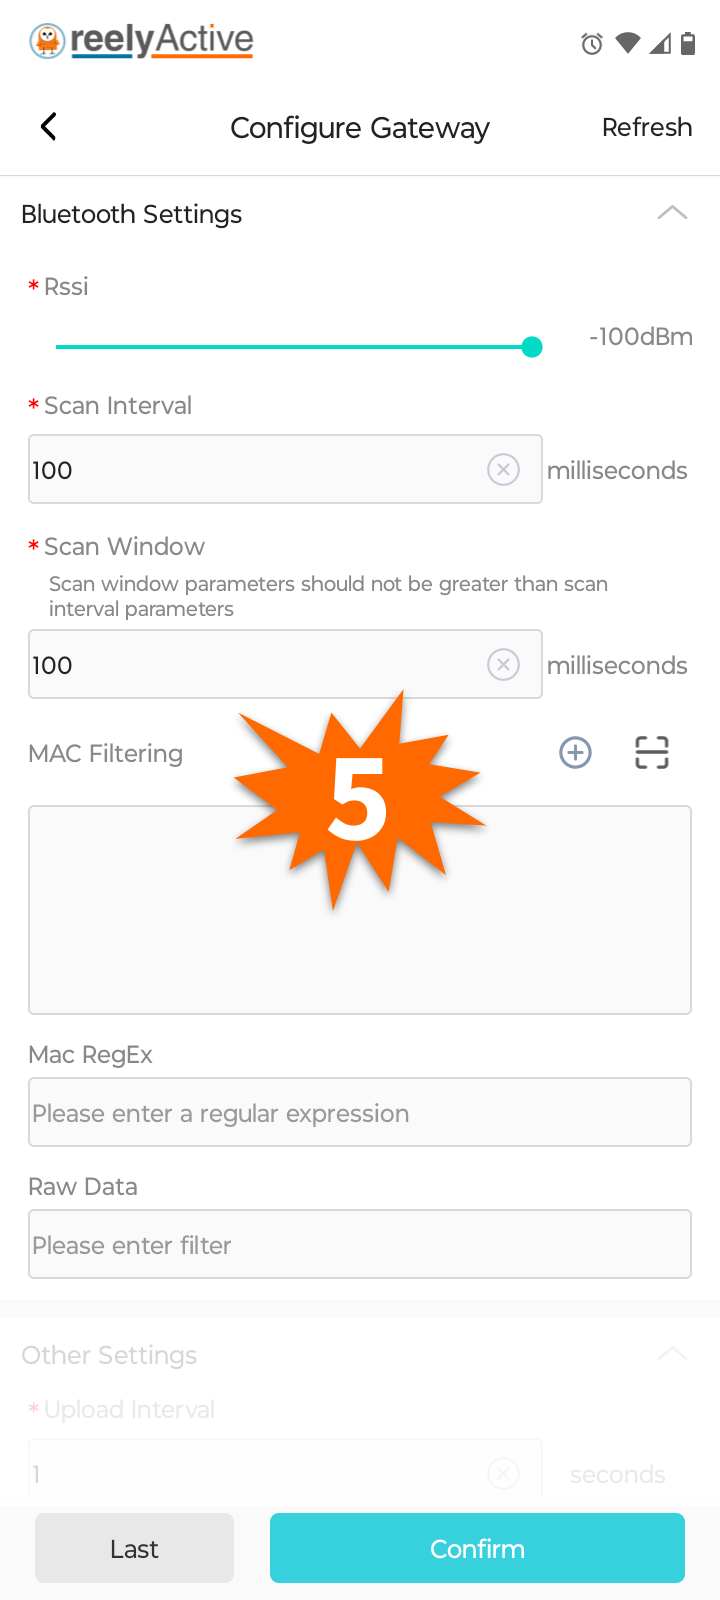 reelyActive
Configure Gateway
Refresh
Bluetooth Settings
* Rssi
-100dBm
* Scan Interval
100
milliseconds
* Scan Window
Scan window parameters should not be greater than scan
interval parameters
100
milliseconds
MAC Filtering
5
Mac RegEx
Please enter a regular expression
Raw Data
Please enter filter
Other Settings
* Upload Interval
1
seconds
Last
Confirm